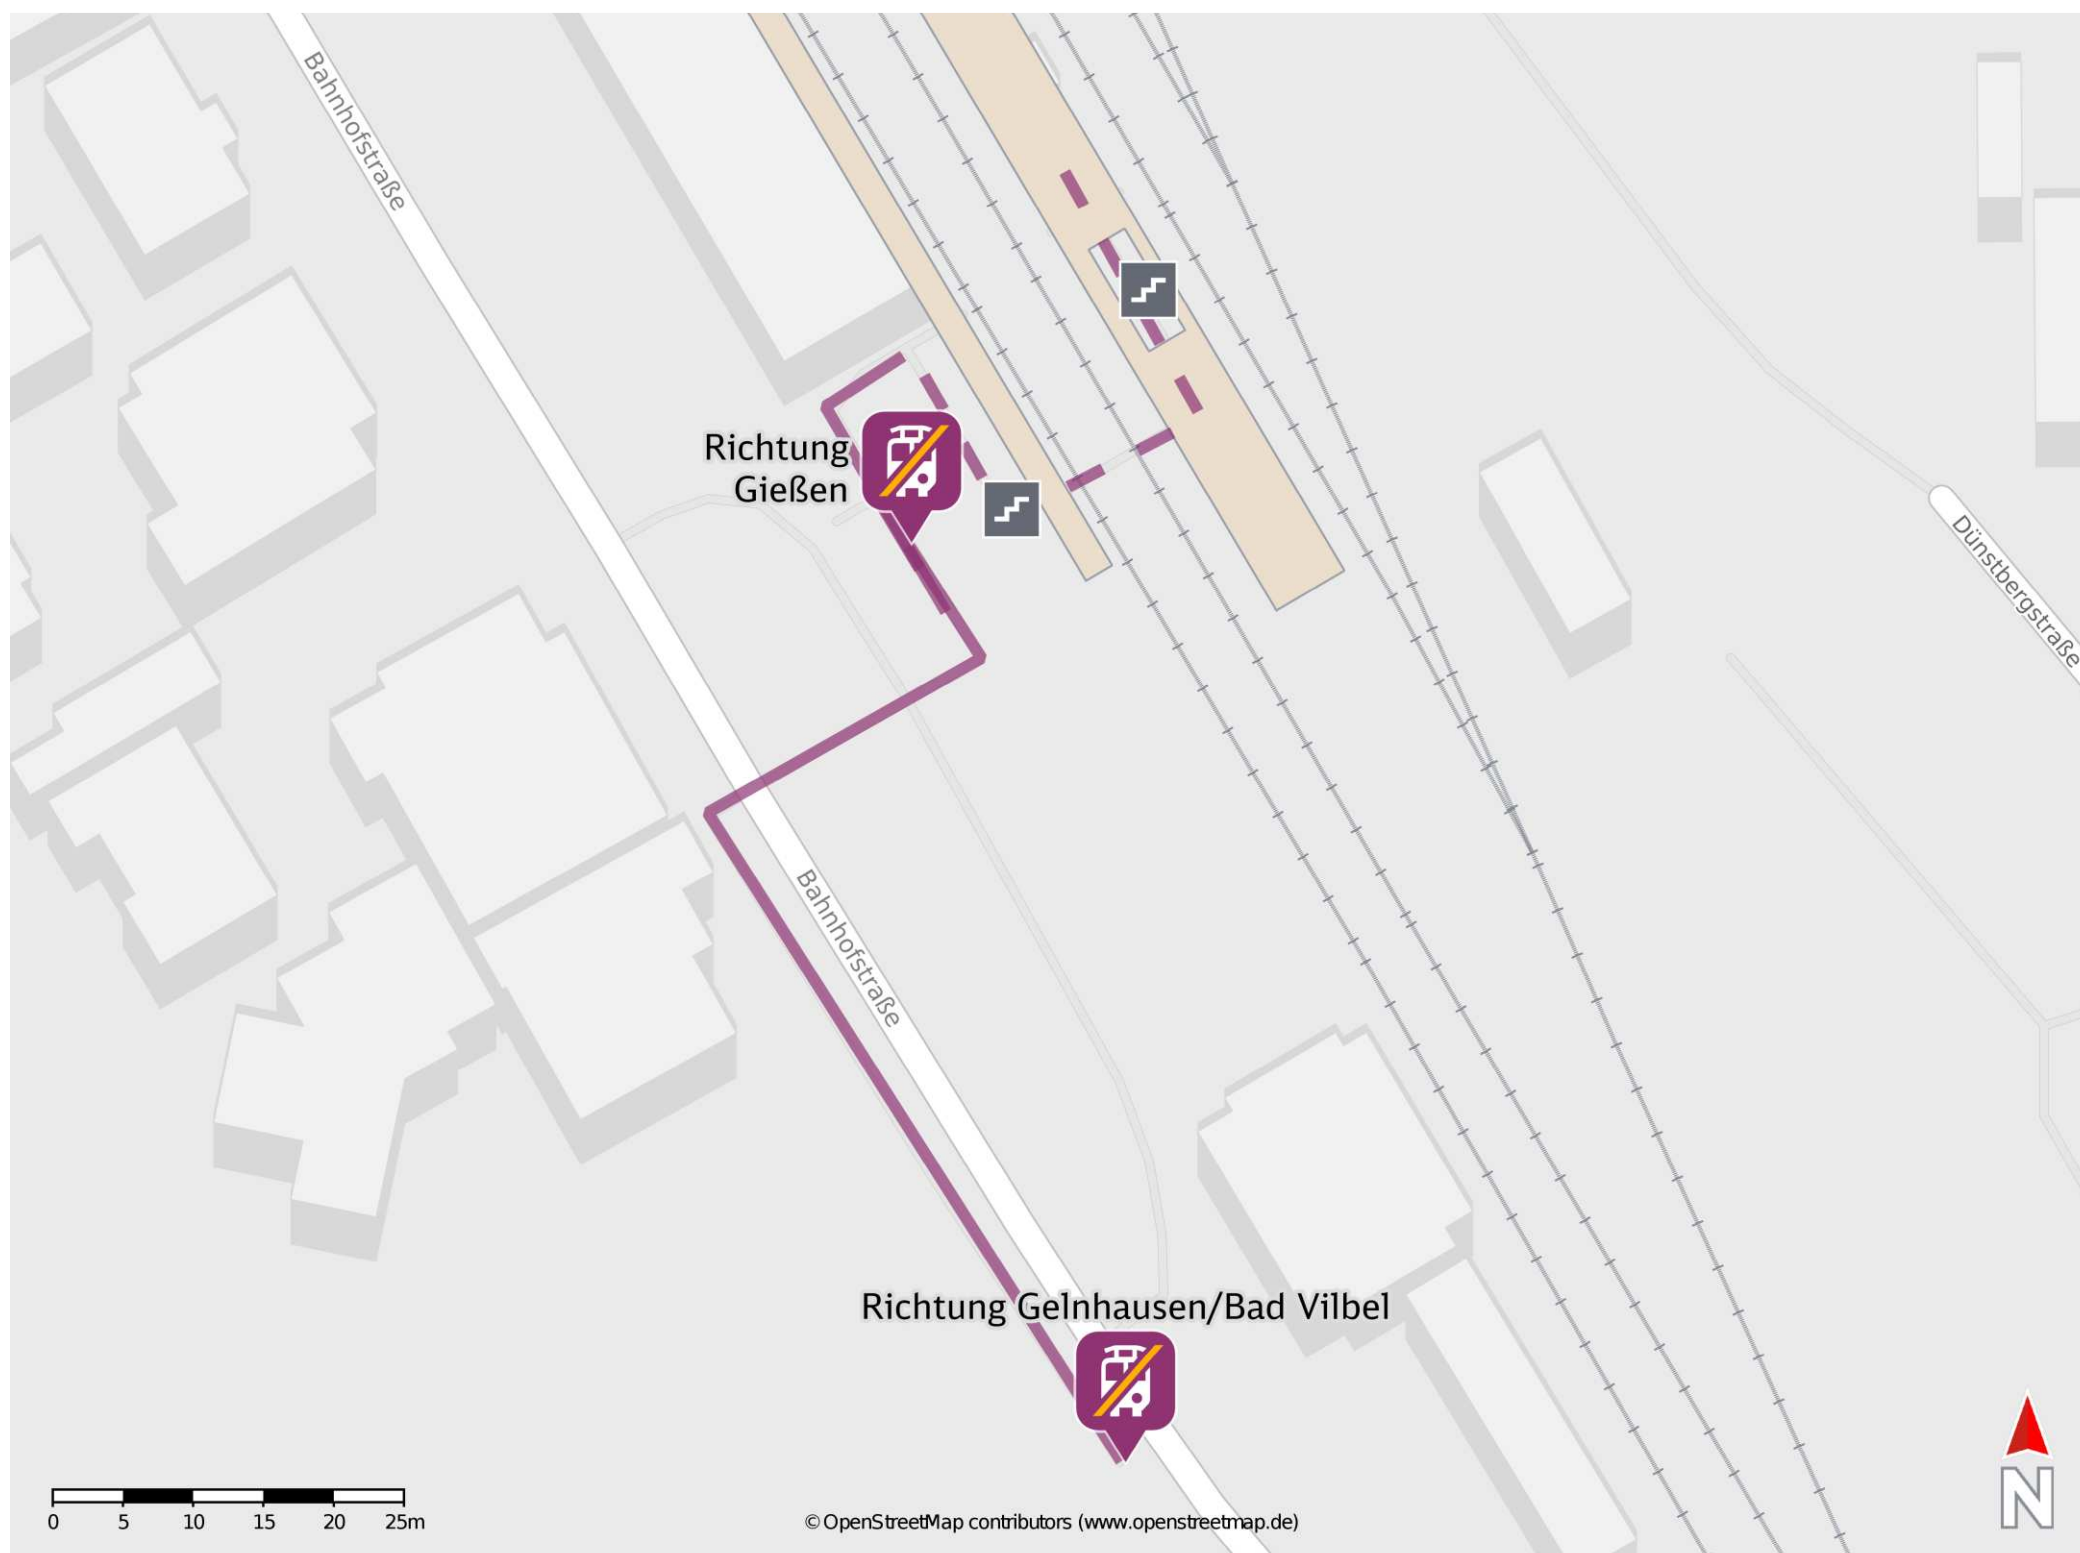 Bahnhofstraße
Richtung
Gießen
Dünstbergstraße
Bahnhofstraße
Richtung Gelnhausen/Bad Vilbel
0 5 10 15 20 25m
© OpenStreetMap contributors (www.openstreetmap.de)
N